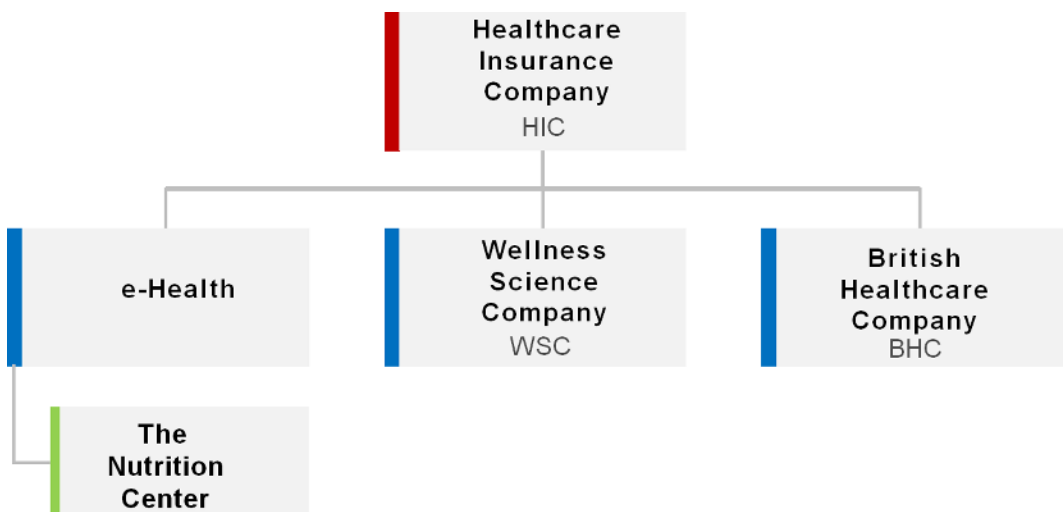 Healthcare
Insurance
Company
HIC
e-Health
Wellness
Science
Company
WSC
British
Healthcare
Company
BHC
The
Nutrition
Center